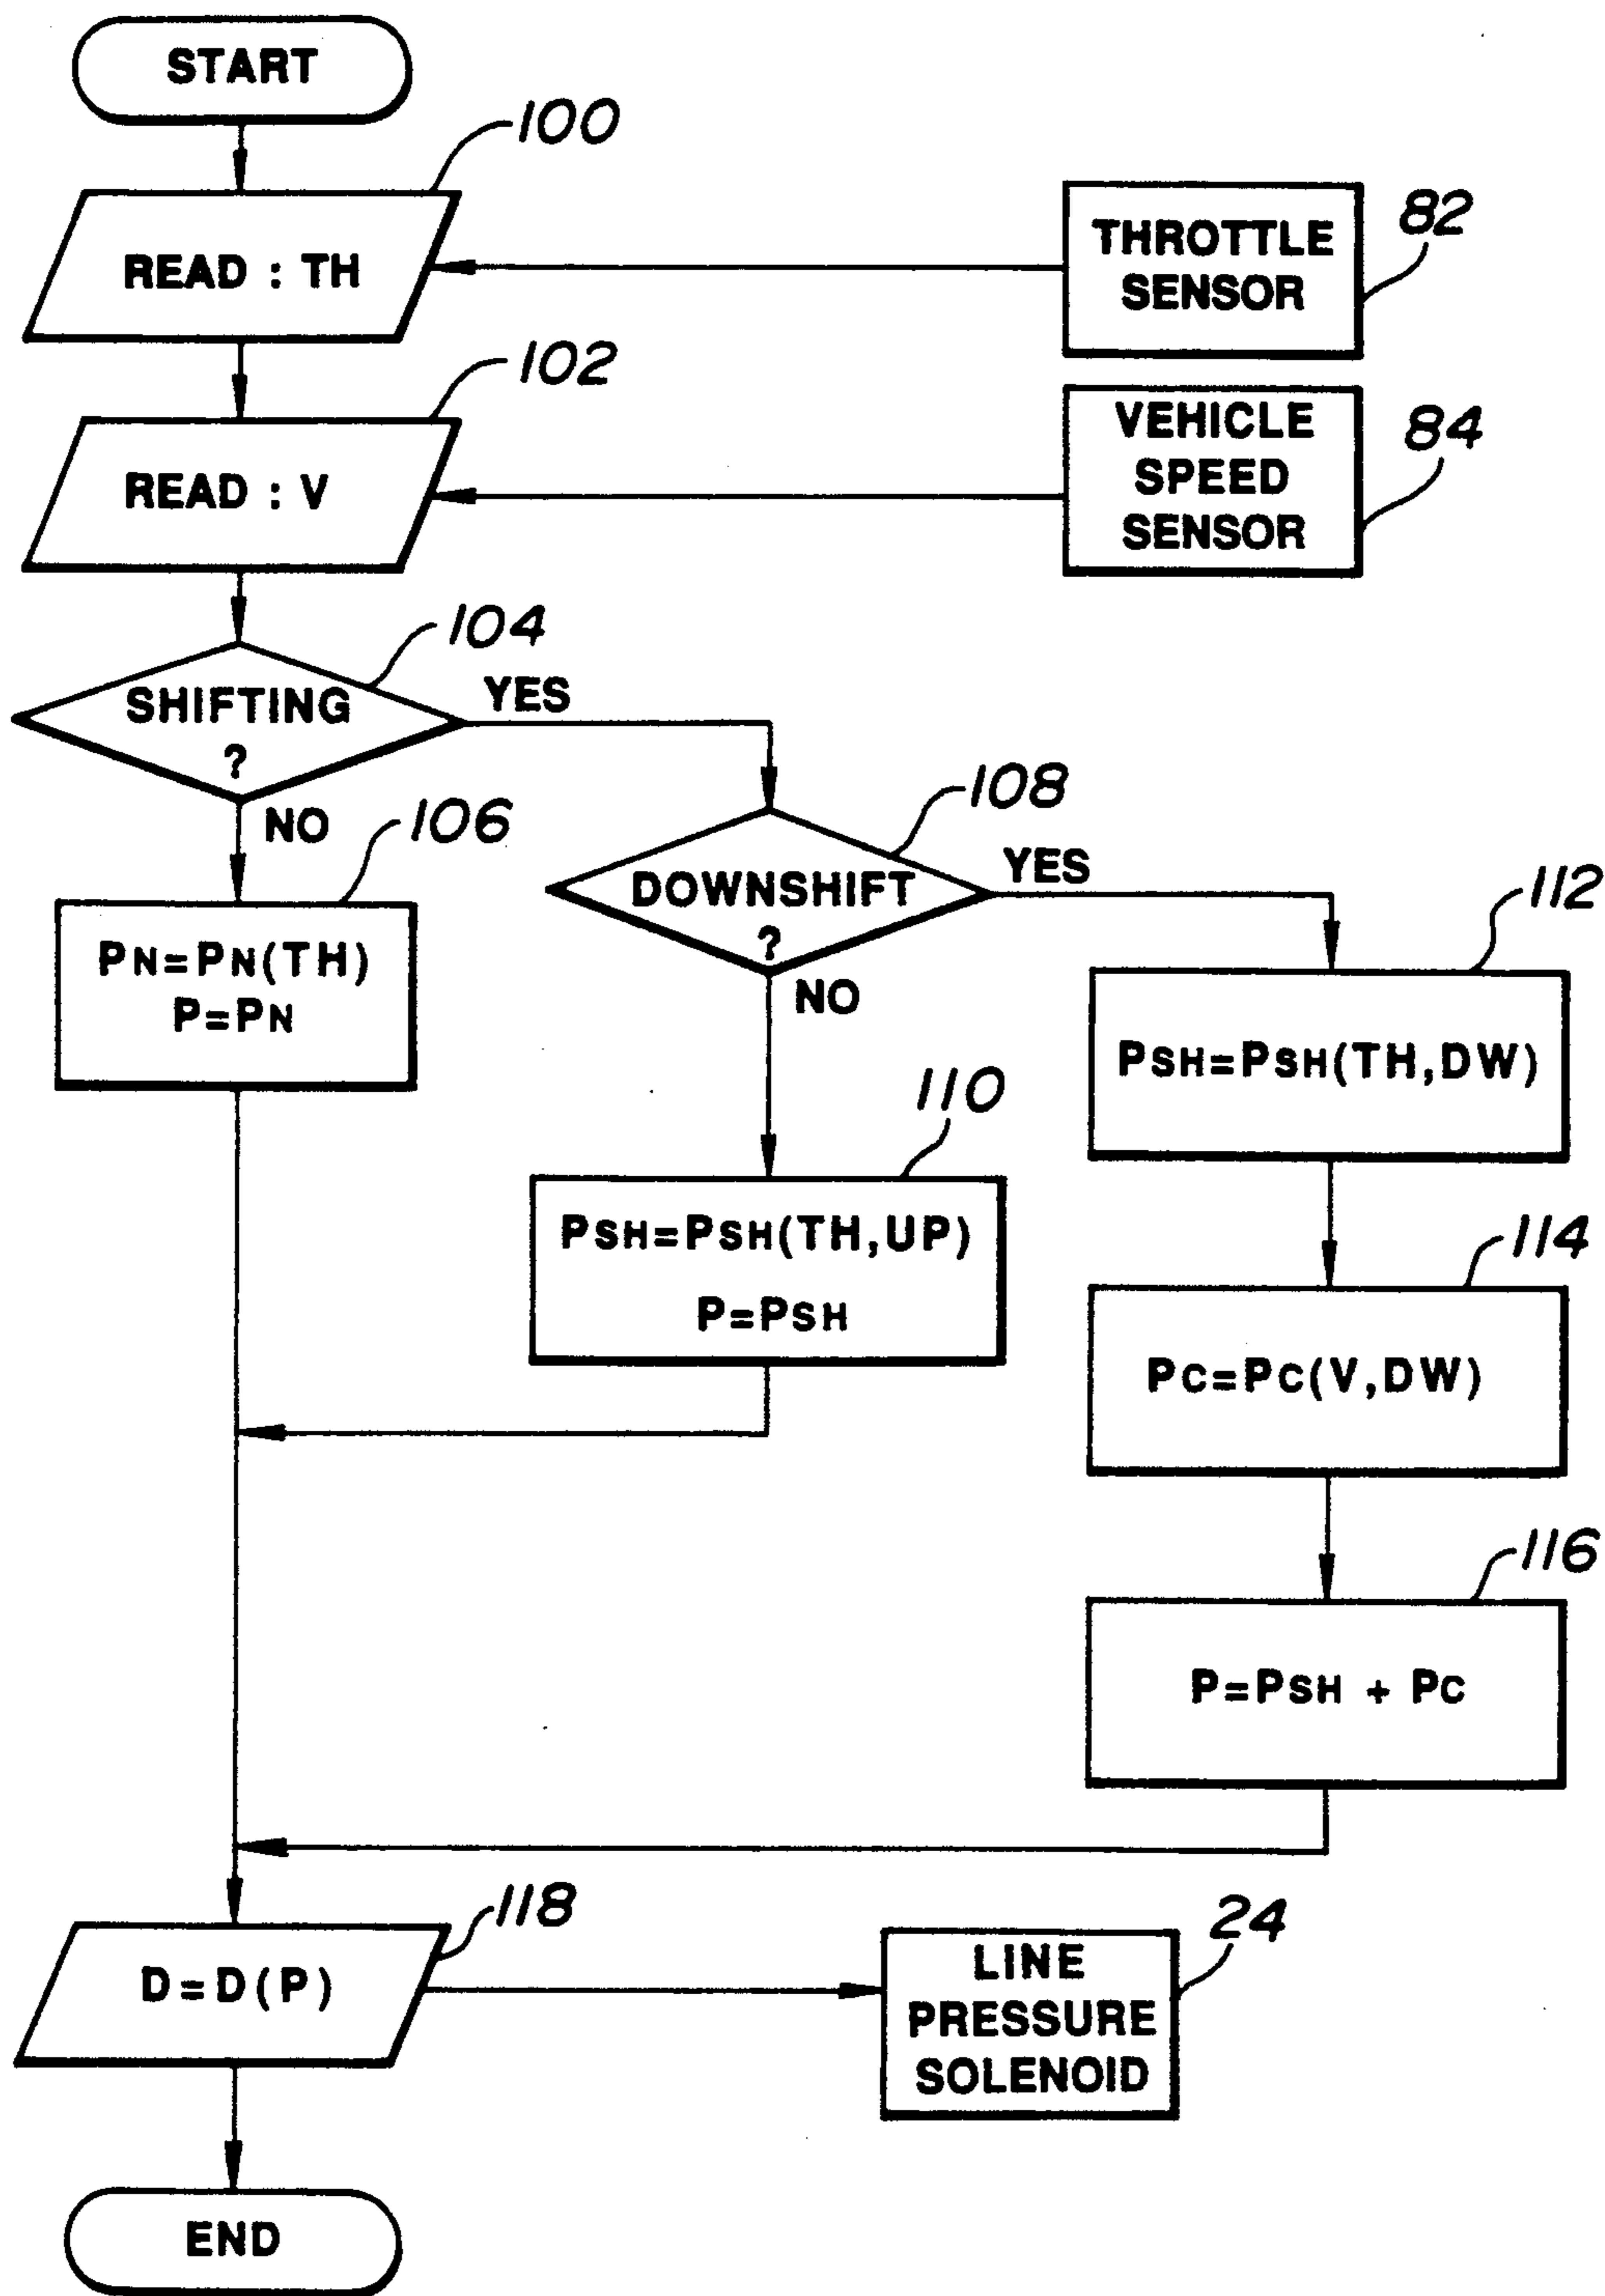 START
100
READ : TH
THROTTLE
SENSOR
82
102
READ : V
VEHICLE
SPEED
SENSOR
84
104
SHIFTING
?
YES
NO
106
PN=PN(TH)
P=PN
108
DOWNSHIFT
?
YES
NO
112
PSH=PSH(TH,DW)
110
PSH=PSH(TH,UP)
P=PSH
114
PC=PC(V,DW)
116
P=PSH + PC
118
D=D(P)
24
LINE
PRESSURE
SOLENOID
END